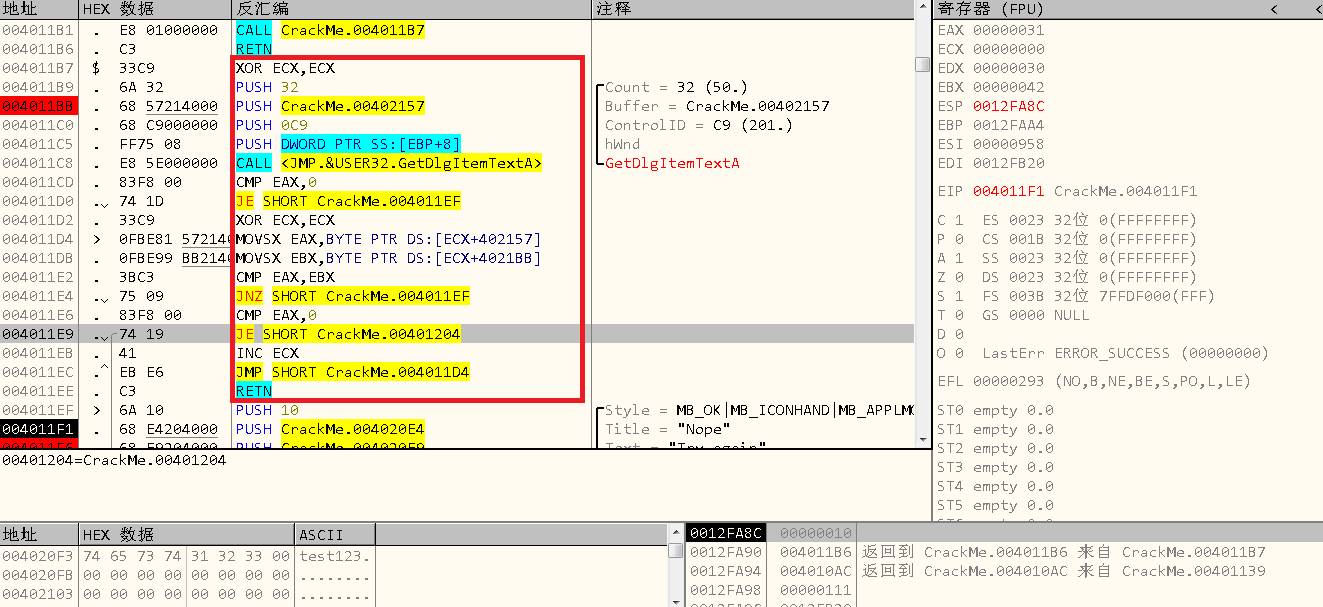 地址 HEX 数据 反汇编 注释
004011B1 . E8 01000000 CALL CrackMe.004011B7
004011B6 . C3 RETN
004011B7 $ 33C9 XOR ECX,ECX
004011B9 . 6A 32 PUSH 32 Count = 32 (50.)
004011BB . 68 57214000 PUSH CrackMe.00402157 Buffer = CrackMe.00402157
004011C0 . 68 C9000000 PUSH 0C9 ControlID = C9 (201.)
004011C5 . FF75 08 PUSH DWORD PTR SS:[EBP+8] hWnd
004011C8 . E8 5E000000 CALL <JMP.&USER32.GetDlgItemTextA> GetDlgItemTextA
004011CD . 83F8 00 CMP EAX,0
004011D0 . 74 1D JE SHORT CrackMe.004011EF
004011D2 . 33C9 XOR ECX,ECX
004011D4 > 0FBE81 57214 MOVSX EAX,BYTE PTR DS:[ECX+402157]
004011DB . 0FBE99 BB214 MOVSX EBX,BYTE PTR DS:[ECX+4021BB]
004011E2 . 3BC3 CMP EAX,EBX
004011E4 . 75 09 JNZ SHORT CrackMe.004011EF
004011E6 . 83F8 00 CMP EAX,0
004011E9 . 74 19 JE SHORT CrackMe.00401204
004011EB . 41 INC ECX
004011EC . EB E6 JMP SHORT CrackMe.004011D4
004011EE . C3 RETN
004011EF > 6A 10 PUSH 10 Style = MB_OK|MB_ICONHAND|MB_APPLM
004011F1 . 68 E4204000 PUSH CrackMe.004020E4 Title = "Nope"
00401204=CrackMe.00401204
寄存器 (FPU) < <
EAX 00000031
ECX 00000000
EDX 00000030
EBX 00000042
ESP 0012FA8C
EBP 0012FAA4
ESI 00000958
EDI 0012FB20
EIP 004011F1 CrackMe.004011F1
C 1 ES 0023 32位 0(FFFFFFFF)
P 0 CS 001B 32位 0(FFFFFFFF)
A 1 SS 0023 32位 0(FFFFFFFF)
Z 0 DS 0023 32位 0(FFFFFFFF)
S 1 FS 003B 32位 7FFDF000(FFF)
T 0 GS 0000 NULL
D 0
O 0 LastErr ERROR_SUCCESS (00000000)
EFL 00000293 (NO,B,NE,BE,S,PO,L,LE)
ST0 empty 0.0
ST1 empty 0.0
ST2 empty 0.0
ST3 empty 0.0
ST4 empty 0.0
ST5 empty 0.0
地址 HEX 数据 ASCII
004020F3 74 65 73 74 31 32 33 00 test123.
004020FB 00 00 00 00 00 00 00 00 ........
00402103 00 00 00 00 00 00 00 00 ........
0012FA8C 00000010
0012FA90 004011B6 返回到 CrackMe.004011B6 来自 CrackMe.004011B7
0012FA94 004010AC 返回到 CrackMe.004010AC 来自 CrackMe.00401139
0012FA98 00000111